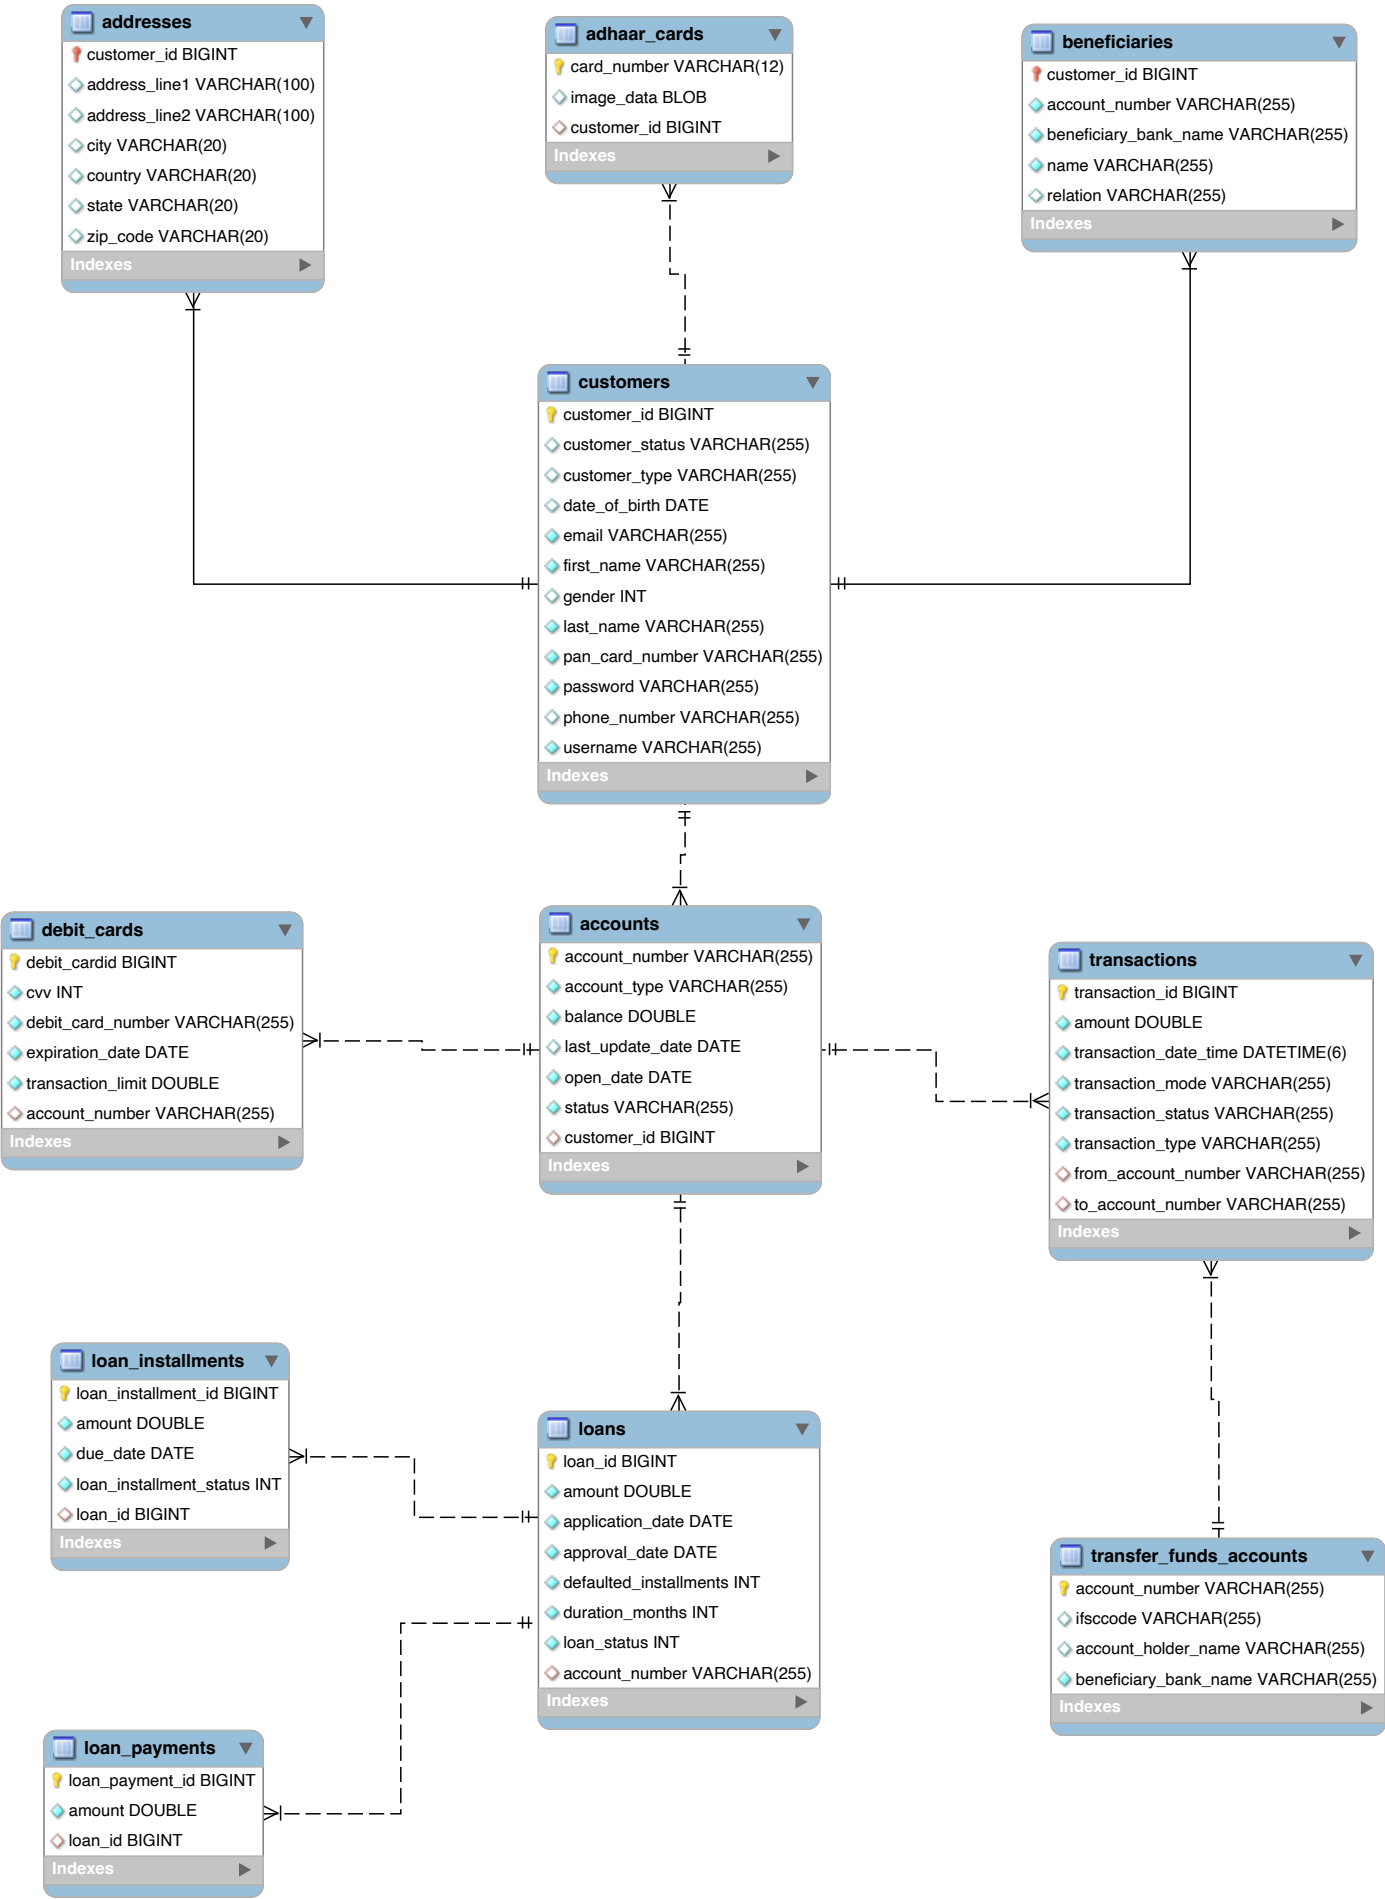 addresses
customer_id BIGINT
address_line1 VARCHAR(100)
address_line2 VARCHAR(100)
city VARCHAR(20)
country VARCHAR(20)
state VARCHAR(20)
zip_code VARCHAR(20)
Indexes
adhaar_cards
card_number VARCHAR(12)
image_data BLOB
customer_id BIGINT
Indexes
beneficiaries
customer_id BIGINT
account_number VARCHAR(255)
beneficiary_bank_name VARCHAR(255)
name VARCHAR(255)
relation VARCHAR(255)
Indexes
customers
customer_id BIGINT
customer_status VARCHAR(255)
customer_type VARCHAR(255)
date_of_birth DATE
email VARCHAR(255)
first_name VARCHAR(255)
gender INT
last_name VARCHAR(255)
pan_card_number VARCHAR(255)
password VARCHAR(255)
phone_number VARCHAR(255)
username VARCHAR(255)
Indexes
debit_cards
debit_cardid BIGINT
cvv INT
debit_card_number VARCHAR(255)
expiration_date DATE
transaction_limit DOUBLE
account_number VARCHAR(255)
Indexes
accounts
account_number VARCHAR(255)
account_type VARCHAR(255)
balance DOUBLE
last_update_date DATE
open_date DATE
status VARCHAR(255)
customer_id BIGINT
Indexes
transactions
transaction_id BIGINT
amount DOUBLE
transaction_date_time DATETIME(6)
transaction_mode VARCHAR(255)
transaction_status VARCHAR(255)
transaction_type VARCHAR(255)
from_account_number VARCHAR(255)
to_account_number VARCHAR(255)
Indexes
loan_installments
loan_installment_id BIGINT
amount DOUBLE
due_date DATE
loan_installment_status INT
loan_id BIGINT
Indexes
loans
loan_id BIGINT
amount DOUBLE
application_date DATE
approval_date DATE
defaulted_installments INT
duration_months INT
loan_status INT
account_number VARCHAR(255)
Indexes
transfer_funds_accounts
account_number VARCHAR(255)
ifsccode VARCHAR(255)
account_holder_name VARCHAR(255)
beneficiary_bank_name VARCHAR(255)
Indexes
loan_payments
loan_payment_id BIGINT
amount DOUBLE
loan_id BIGINT
Indexes